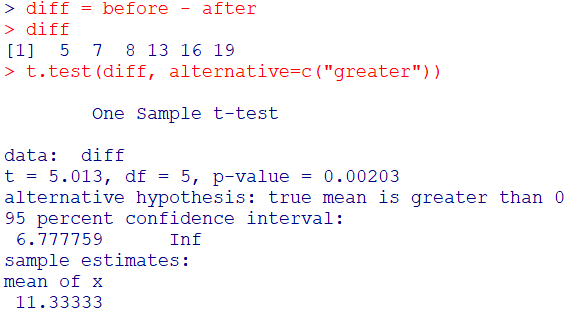 > diff = before - after
> diff
[1]  5  7  8 13 16 19
> t.test(diff, alternative=c("greater"))
One Sample t-test
data:  diff
t = 5.013, df = 5, p-value = 0.00203
alternative hypothesis: true mean is greater than 0
95 percent confidence interval:
6.777759      Inf
sample estimates:
mean of x
11.33333